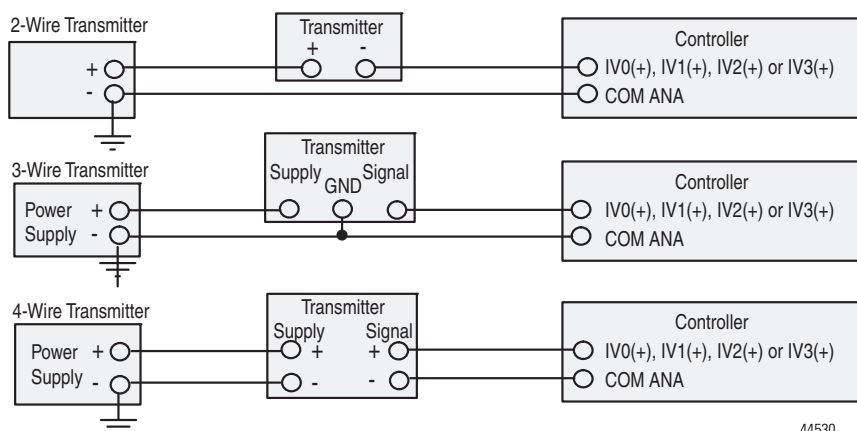 2-Wire Transmitter
+
-
Transmitter
+ -
Controller
IV0(+), IV1(+), IV2(+) or IV3(+)
COM ANA
3-Wire Transmitter
Power
Supply
+
-
Transmitter
Supply GND Signal
Controller
IV0(+), IV1(+), IV2(+) or IV3(+)
COM ANA
4-Wire Transmitter
Power
Supply
+
-
Transmitter
Supply Signal
+ +
- -
Controller
IV0(+), IV1(+), IV2(+) or IV3(+)
COM ANA
44530